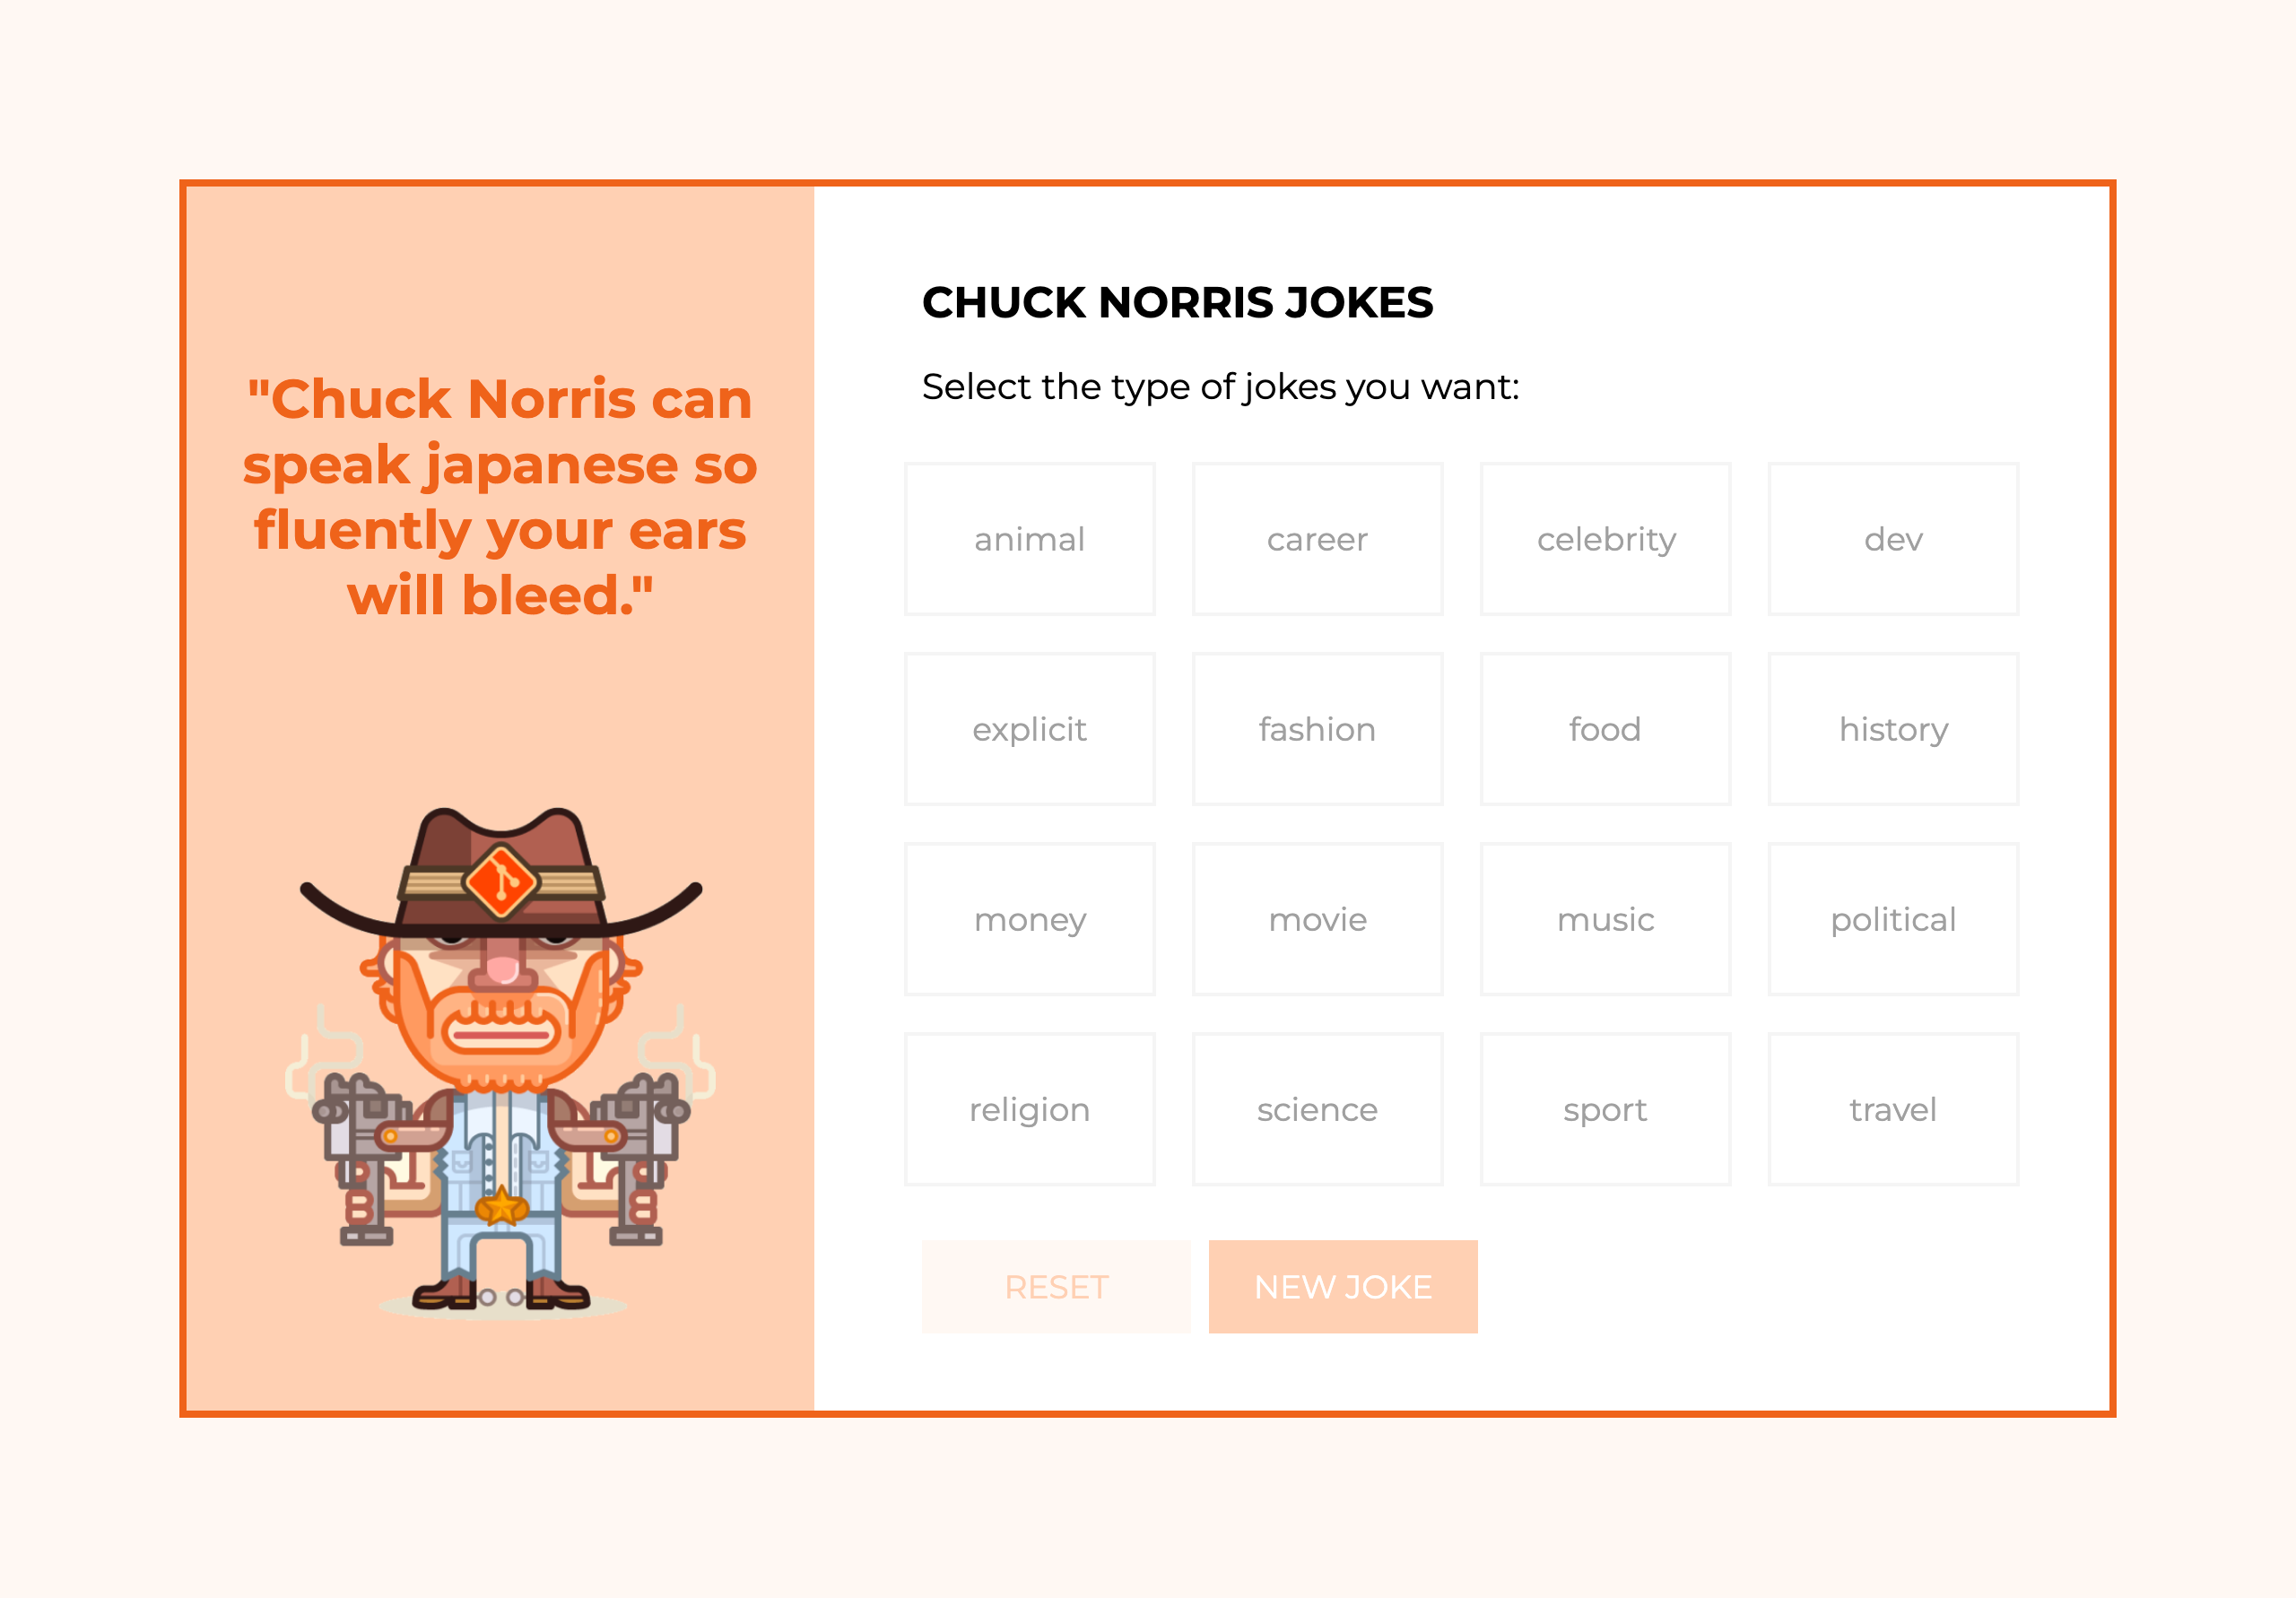 "Chuck Norris can
speak japanese so
fluently your ears
will bleed."
CHUCK NORRIS JOKES
Select the type of jokes you want:
animal
career
celebrity
dev
explicit
fashion
food
history
money
movie
music
political
religion
science
sport
travel
RESET
NEW JOKE